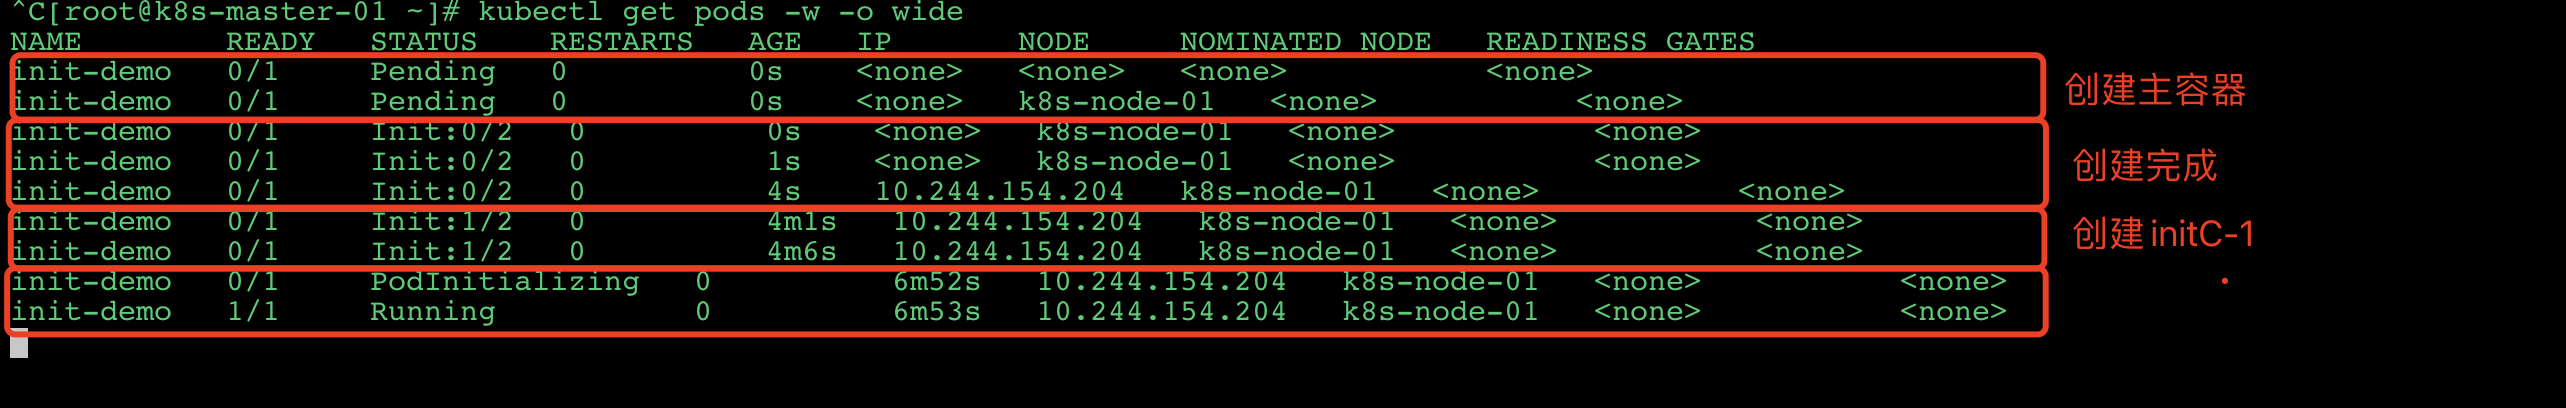 ^C[root@k8s-master-01 ~]# kubectl get pods -w -o wide
NAME READY STATUS RESTARTS AGE IP NODE NOMINATED NODE READINESS GATES
init-demo 0/1 Pending 0 0s <none> <none> <none> <none>
init-demo 0/1 Pending 0 0s <none> k8s-node-01 <none> <none>
创建主容器
init-demo 0/1 Init:0/2 0 0s <none> k8s-node-01 <none> <none>
init-demo 0/1 Init:0/2 0 1s <none> k8s-node-01 <none> <none>
创建完成
init-demo 0/1 Init:0/2 0 4s 10.244.154.204 k8s-node-01 <none> <none>
init-demo 0/1 Init:1/2 0 4m1s 10.244.154.204 k8s-node-01 <none> <none>
创建 initC-1
init-demo 0/1 Init:1/2 0 4m6s 10.244.154.204 k8s-node-01 <none> <none>
init-demo 0/1 PodInitializing 0 6m52s 10.244.154.204 k8s-node-01 <none> <none>
init-demo 1/1 Running 0 6m53s 10.244.154.204 k8s-node-01 <none> <none>